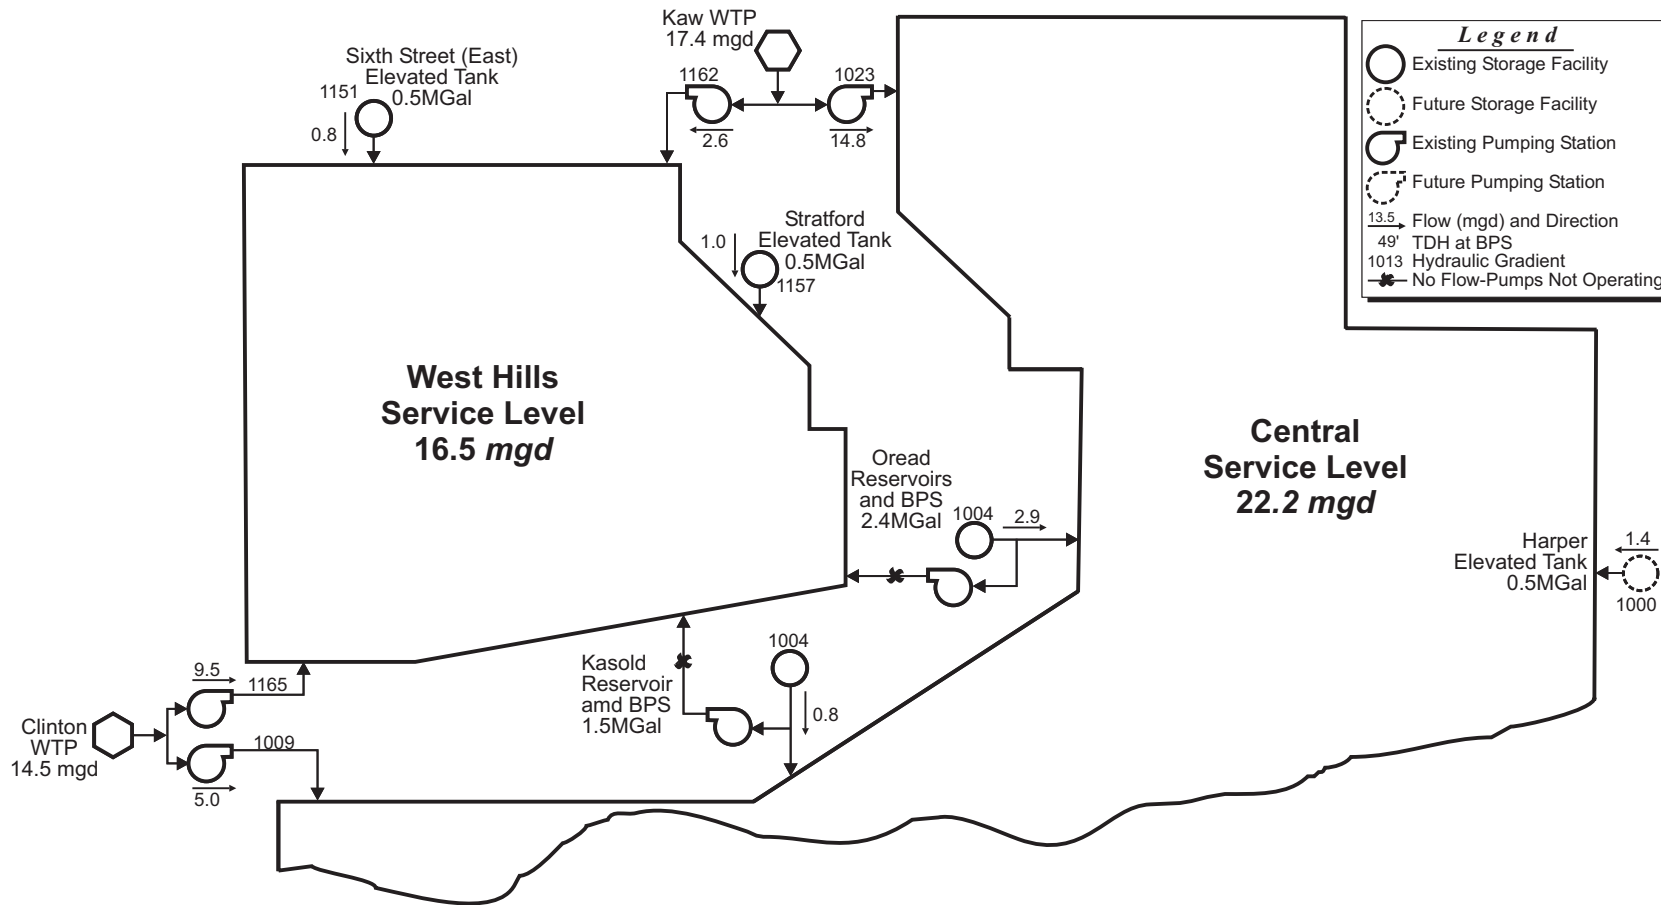 Kaw WTP
17.4 mgd
1162
1023
2.6
14.8
Sixth Street (East)
Elevated Tank
0.5MGal
1151
0.8
Stratford
Elevated Tank
0.5MGal
1.0
1157
West Hills
Service Level
16.5 mgd
Central
Service Level
22.2 mgd
Oread
Reservoirs
and BPS
2.4MGal
1004
2.9
Harper
Elevated Tank
0.5MGal
1.4
1000
Kasold
Reservoir
amd BPS
1.5MGal
1004
0.8
9.5
1165
Clinton
WTP
14.5 mgd
1009
5.0
Legend
Existing Storage Facility
Future Storage Facility
Existing Pumping Station
Future Pumping Station
13.5 Flow (mgd) and Direction
49' TDH at BPS
1013 Hydraulic Gradient
No Flow-Pumps Not Operating